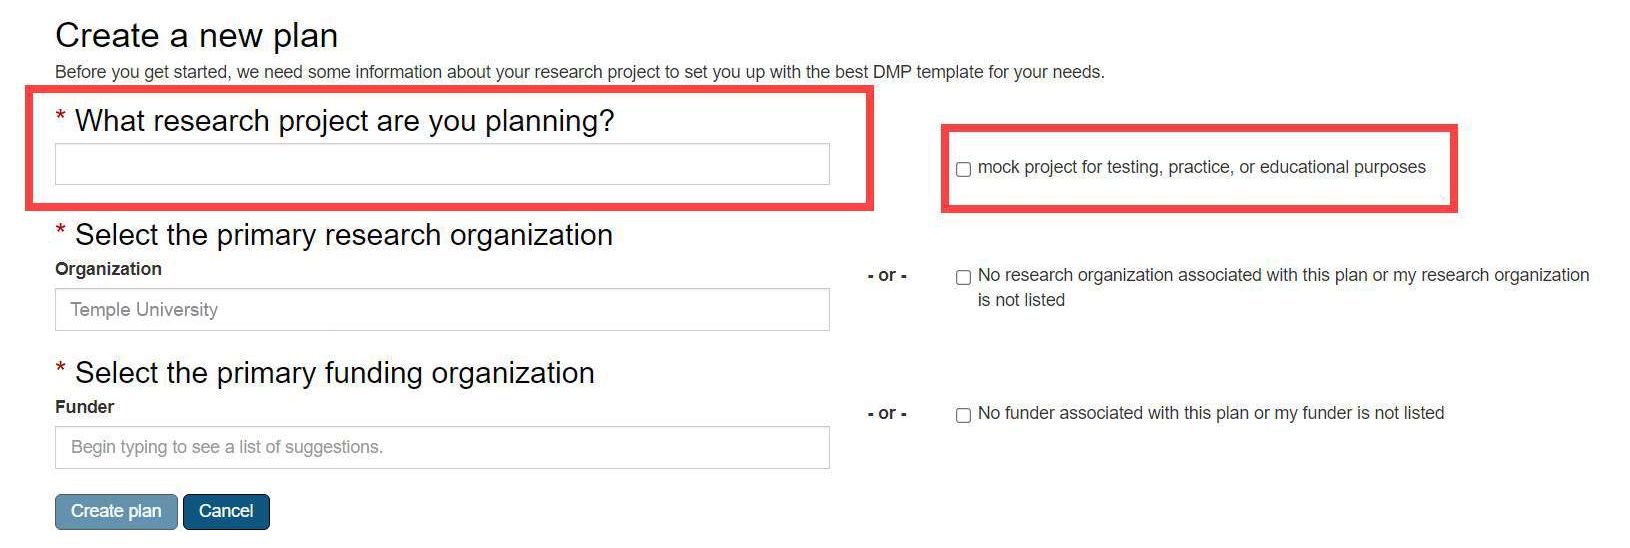 Create a new plan
Before you get started, we need some information about your research project to set you up with the best DMP template for your needs.
* What research project are you planning?
mock project for testing, practice, or educational purposes
* Select the primary research organization
Organization
Temple University
- or -
No research organization associated with this plan or my research organization
is not listed
* Select the primary funding organization
Funder
Begin typing to see a list of suggestions.
- or -
No funder associated with this plan or my funder is not listed
Create plan
Cancel